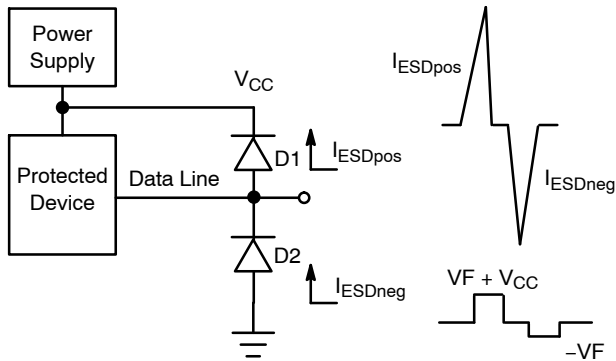 Power
Supply
V_CC
I_ESDpos
D1
I_ESDpos
Protected
Device
Data Line
I_ESDneg
D2
I_ESDneg
VF + V_CC
−VF